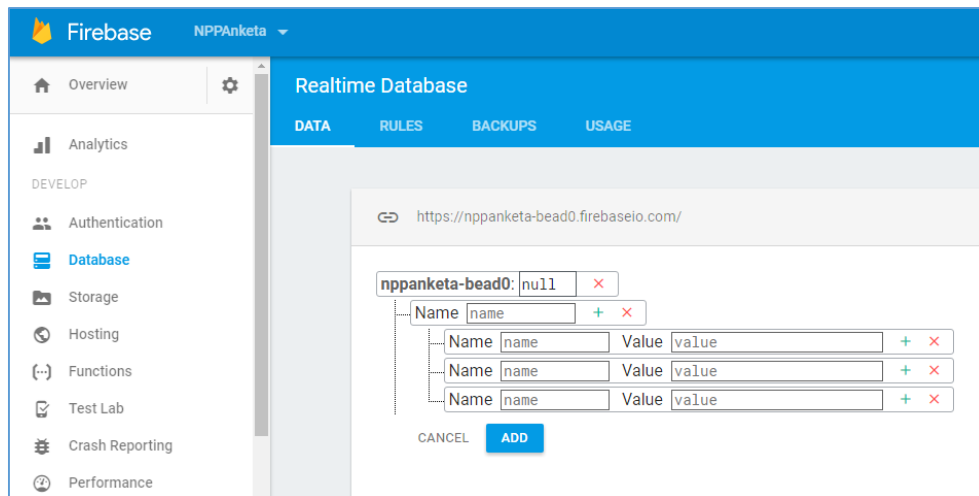 Firebase NPPAnketa
Overview
Realtime Database
DATA RULES BACKUPS USAGE
Analytics
DEVELOP
Authentication
Database
Storage
Hosting
Functions
Test Lab
Crash Reporting
Performance
https://nppanketa-bead0.firebaseio.com/
nppanketa-bead0: null
Name name
Name name Value value
Name name Value value
Name name Value value
CANCEL ADD